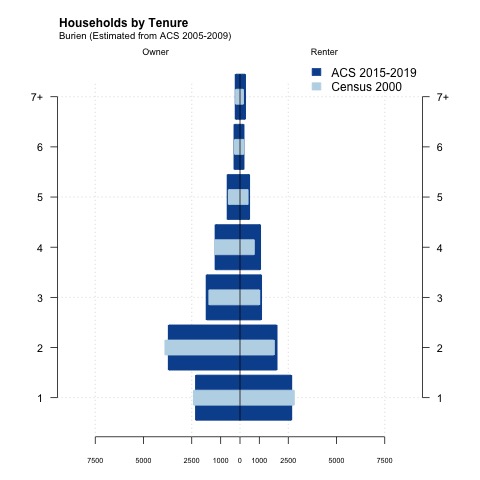 Households by Tenure
Burien (Estimated from ACS 2005-2009)
Owner Renter
ACS 2015-2019
Census 2000
7+ 7+
6 6
5 5
4 4
3 3
2 2
1 1
7500 5000 2500 1000 0 1000 2500 5000 7500